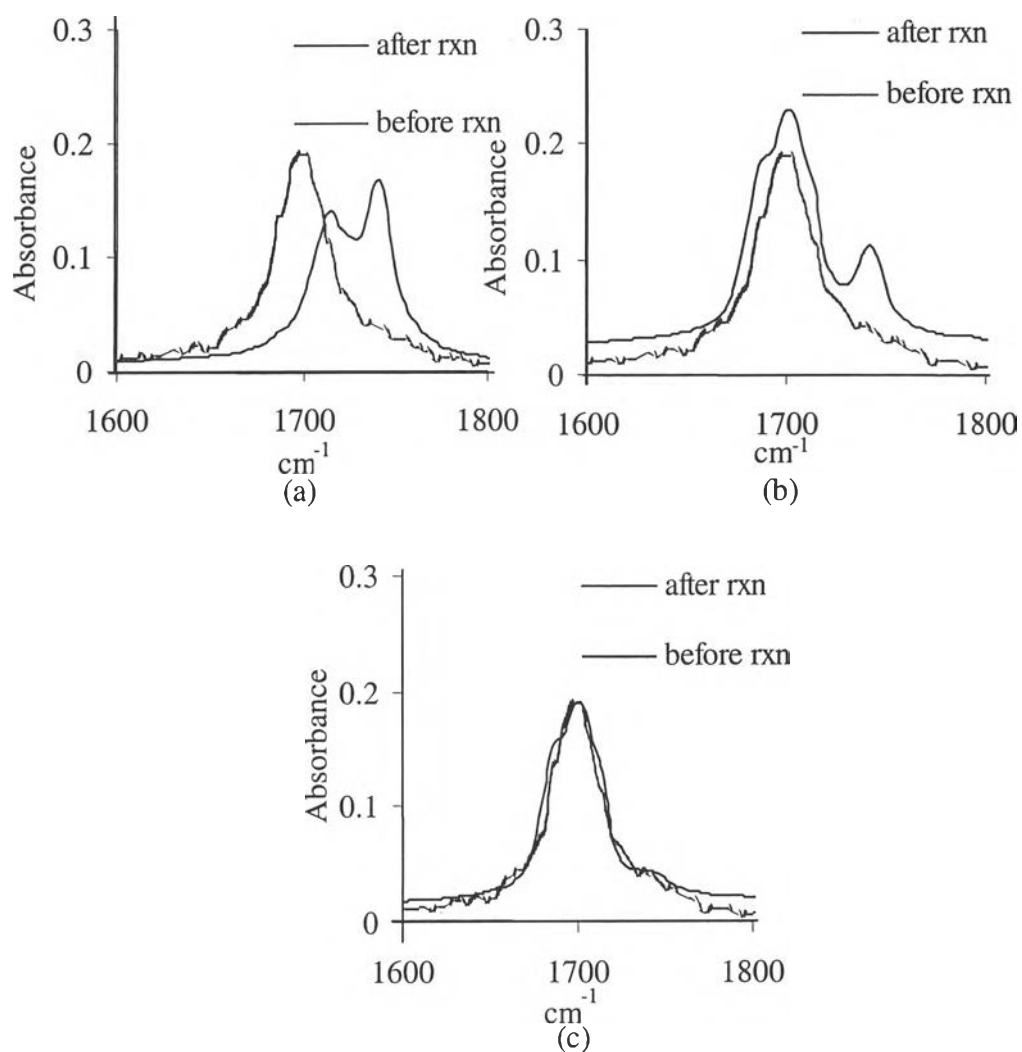 0.3
after rxn
before rxn
0.2
0.1
0
Absorbance
1600
1700
1800
cm-1
(a)
0.3
after rxn
before rxn
0.2
0.1
0
Absorbance
1600
1700
1800
cm-1
(b)
0.3
after rxn
before rxn
0.2
0.1
0
Absorbance
1600
1700
1800
cm-1
(c)